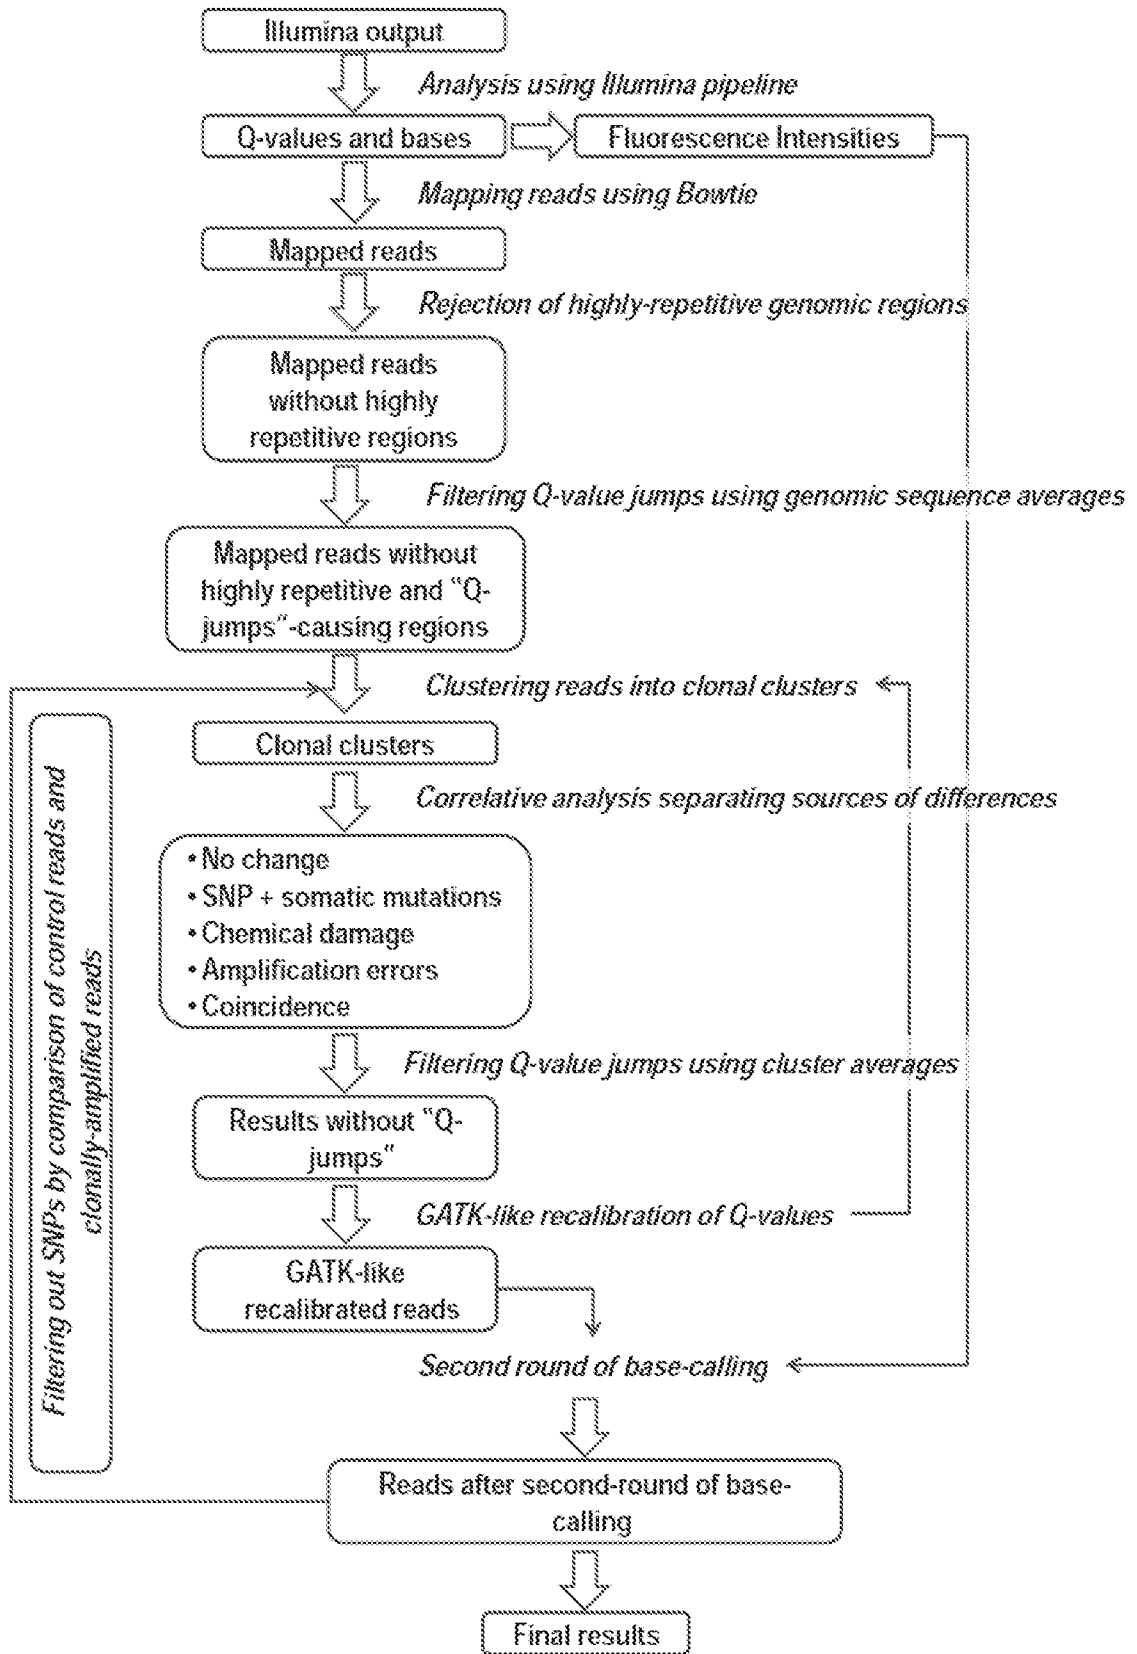 Illumina output
Analysis using Illumina pipeline
Q-values and bases
Fluorescence Intensities
Mapping reads using Bowtie
Mapped reads
Rejection of highly-repetitive genomic regions
Mapped reads
without highly
repetitive regions
Filtering Q-value jumps using genomic sequence averages
Mapped reads without
highly repetitive and "Q-
jumps"-causing regions
Clustering reads into clonal clusters
Clonal clusters
Correlative analysis separating sources of differences
• No change
• SNP + somatic mutations
• Chemical damage
• Amplification errors
• Coincidence
Filtering out SNPs by comparison of control reads and
clonally-amplified reads
Filtering Q-value jumps using cluster averages
Results without "Q-
jumps"
GATK-like recalibration of Q-values
GATK-like
recalibrated reads
Second round of base-calling
Reads after second-round of base-
calling
Final results